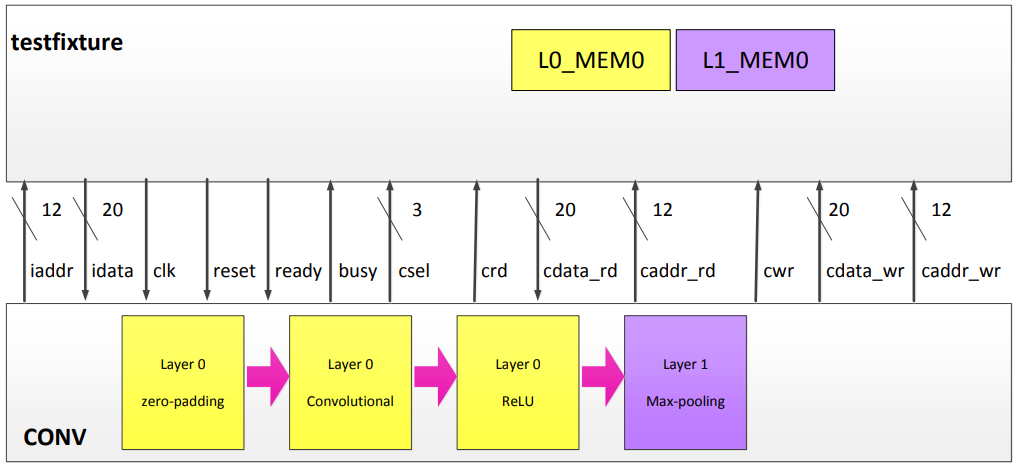 testfixture
L0_MEM0
L1_MEM0
12
20
3
20
12
20
12
iaddr
idata
clk
reset
ready
busy
csel
crd
cdata_rd
caddr_rd
cwr
cdata_wr
caddr_wr
Layer 0
zero-padding
Layer 0
Convolutional
Layer 0
ReLU
Layer 1
Max-pooling
CONV